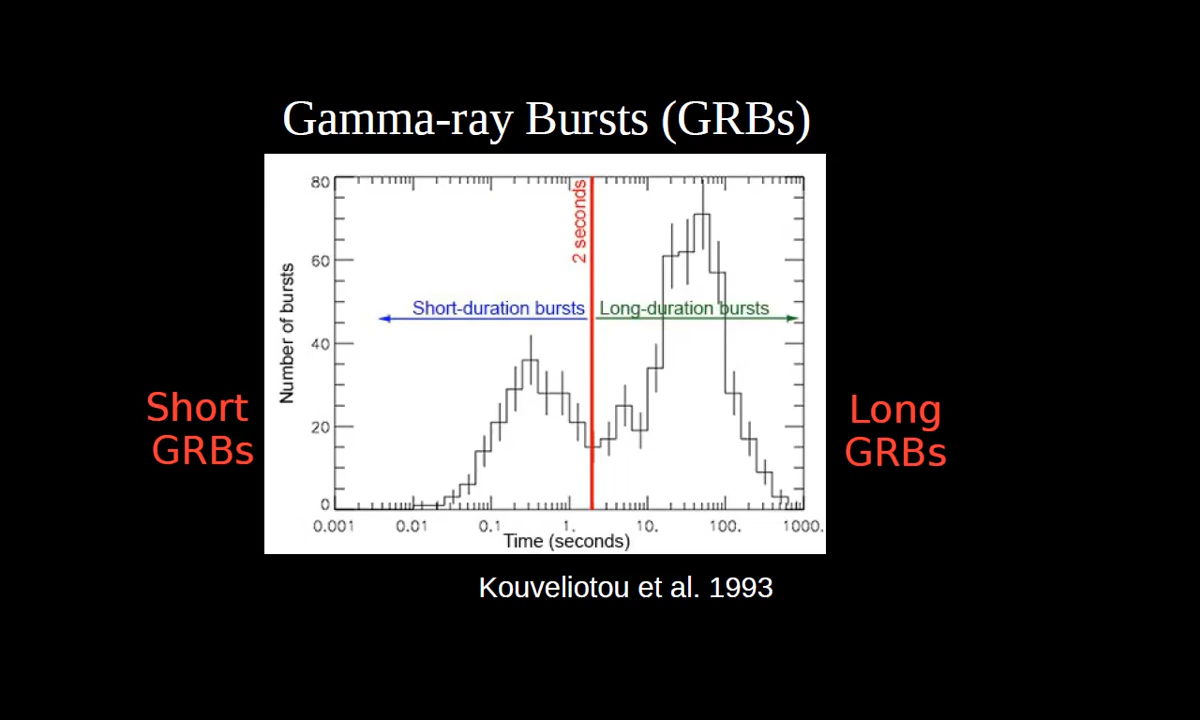 Gamma-ray Bursts (GRBs)
80
60
40
20
0
Number of bursts
2 seconds
Short-duration bursts
Long-duration bursts
0.001 0.01 0.1 1. 10. 100. 1000.
Time (seconds)
Short
GRBs
Long
GRBs
Kouveliotou et al. 1993